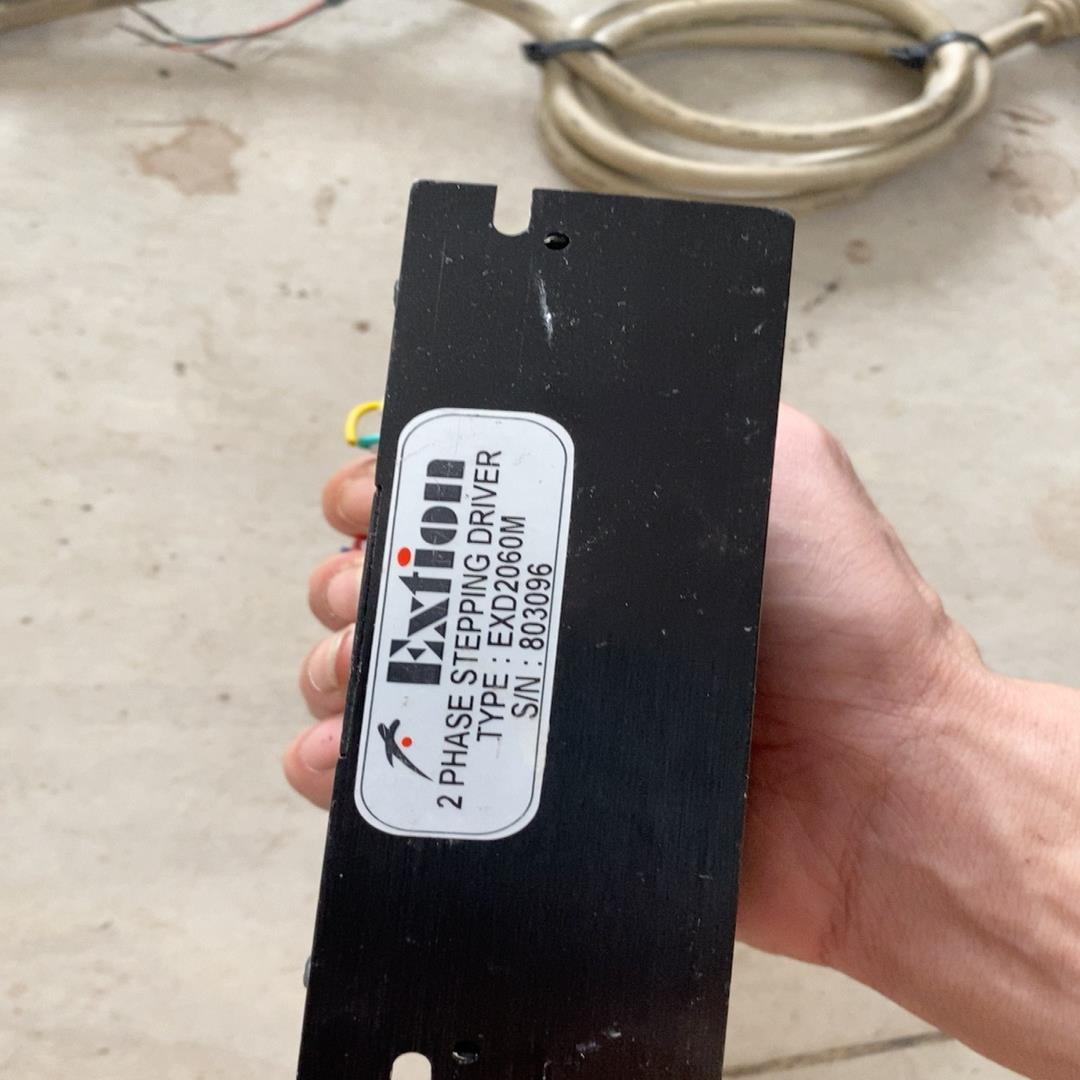 Extion
2 PHASE STEPPING DRIVER
TYPE : EXD2060M
S/N : 803096